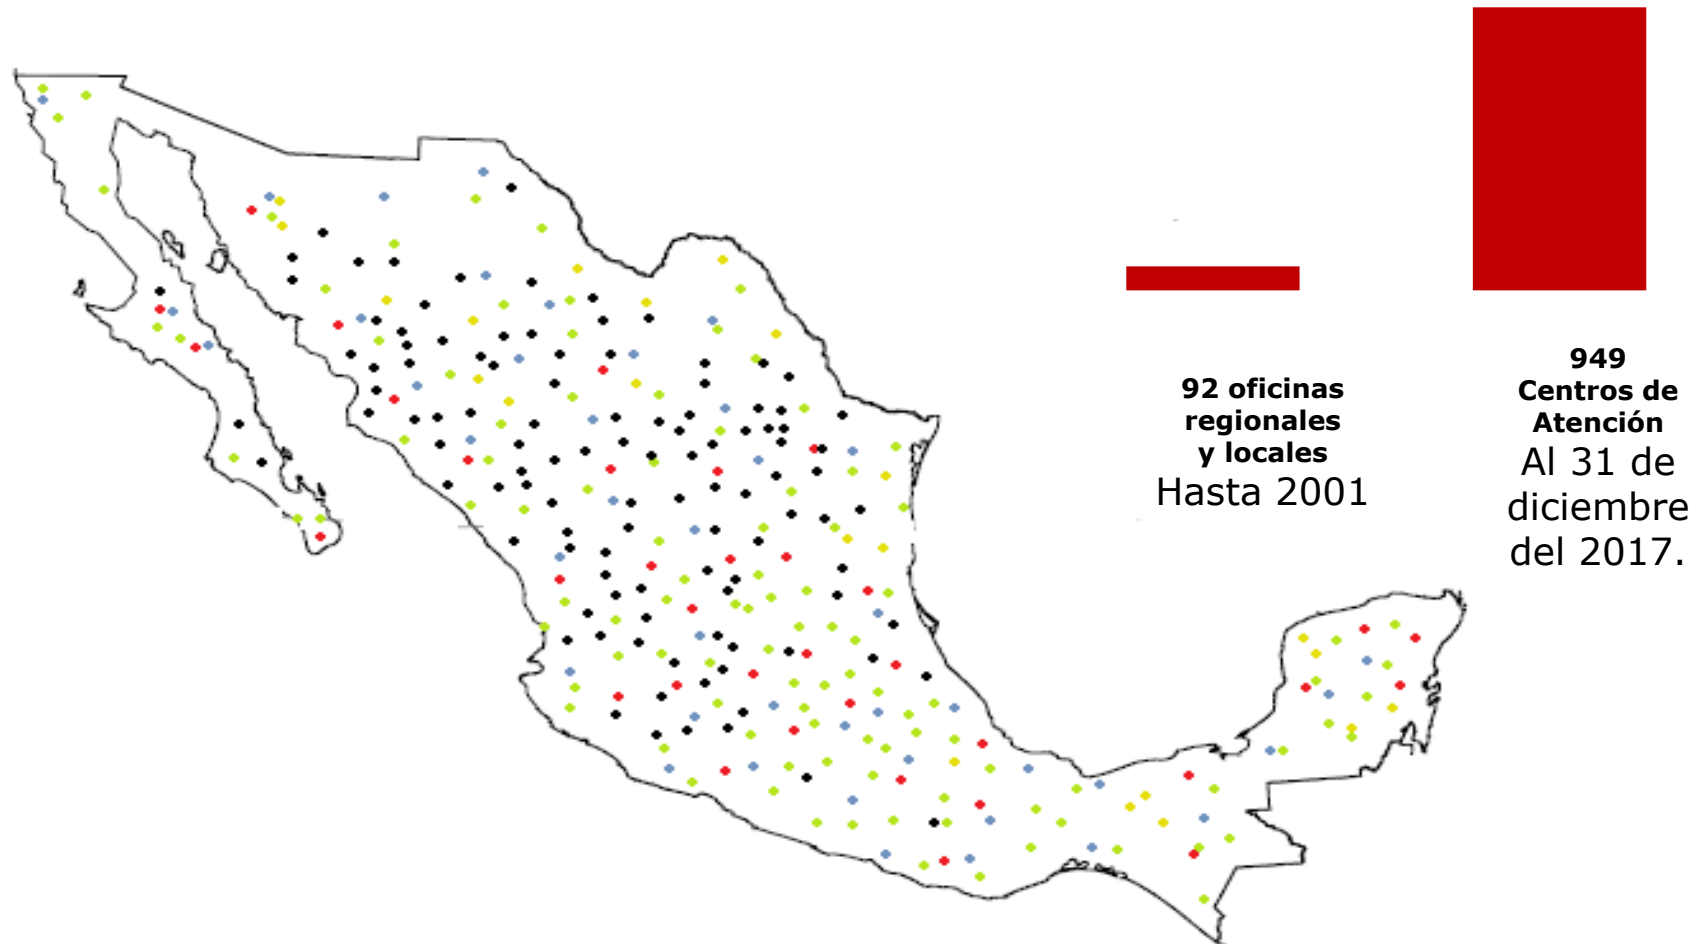 92 oficinas
regionales
y locales
Hasta 2001
949
Centros de
Atención
Al 31 de
diciembre
del 2017.